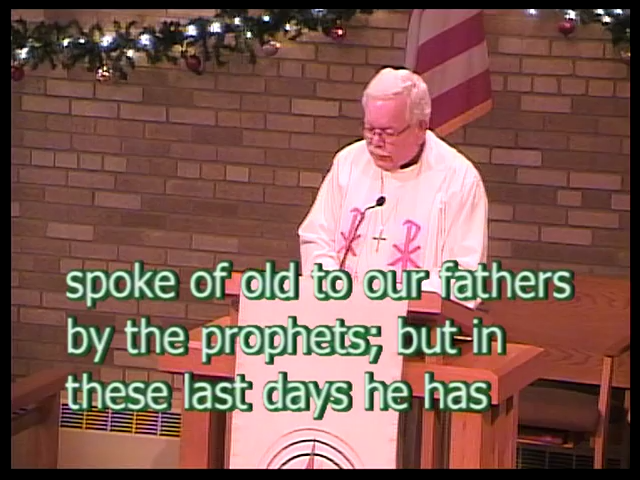 spoke of old to our fathers
by the prophets; but in
these last days he has